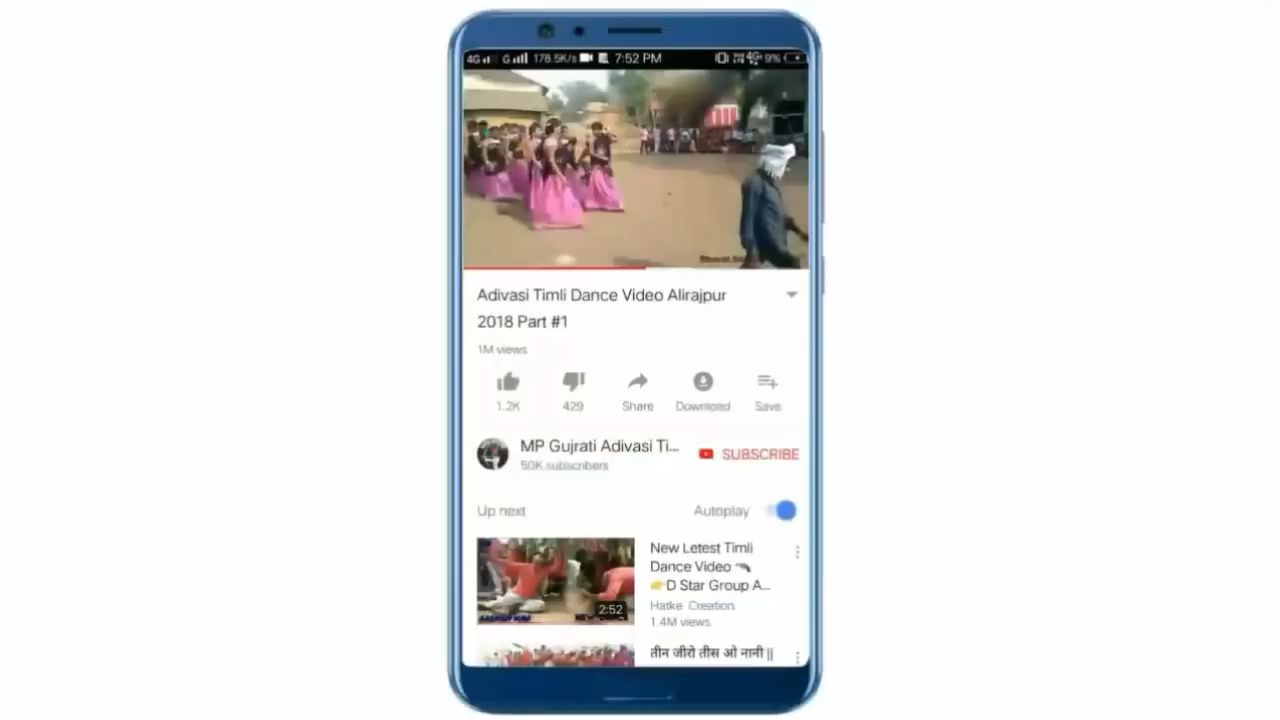 4G G 178.5K/s 7:52 PM 4G+ 9%
Adivasi Timli Dance Video Alirajpur
2018 Part #1
1M views
1.2K 429 Share Download Save
MP Gujrati Adivasi Ti... SUBSCRIBE
50K subscribers
Up next Autoplay
New Letest Timli
Dance Video
D Star Group A...
Hatke Creation
1.4M views
2:52
तीन जीरो तीस ओ नानी ||